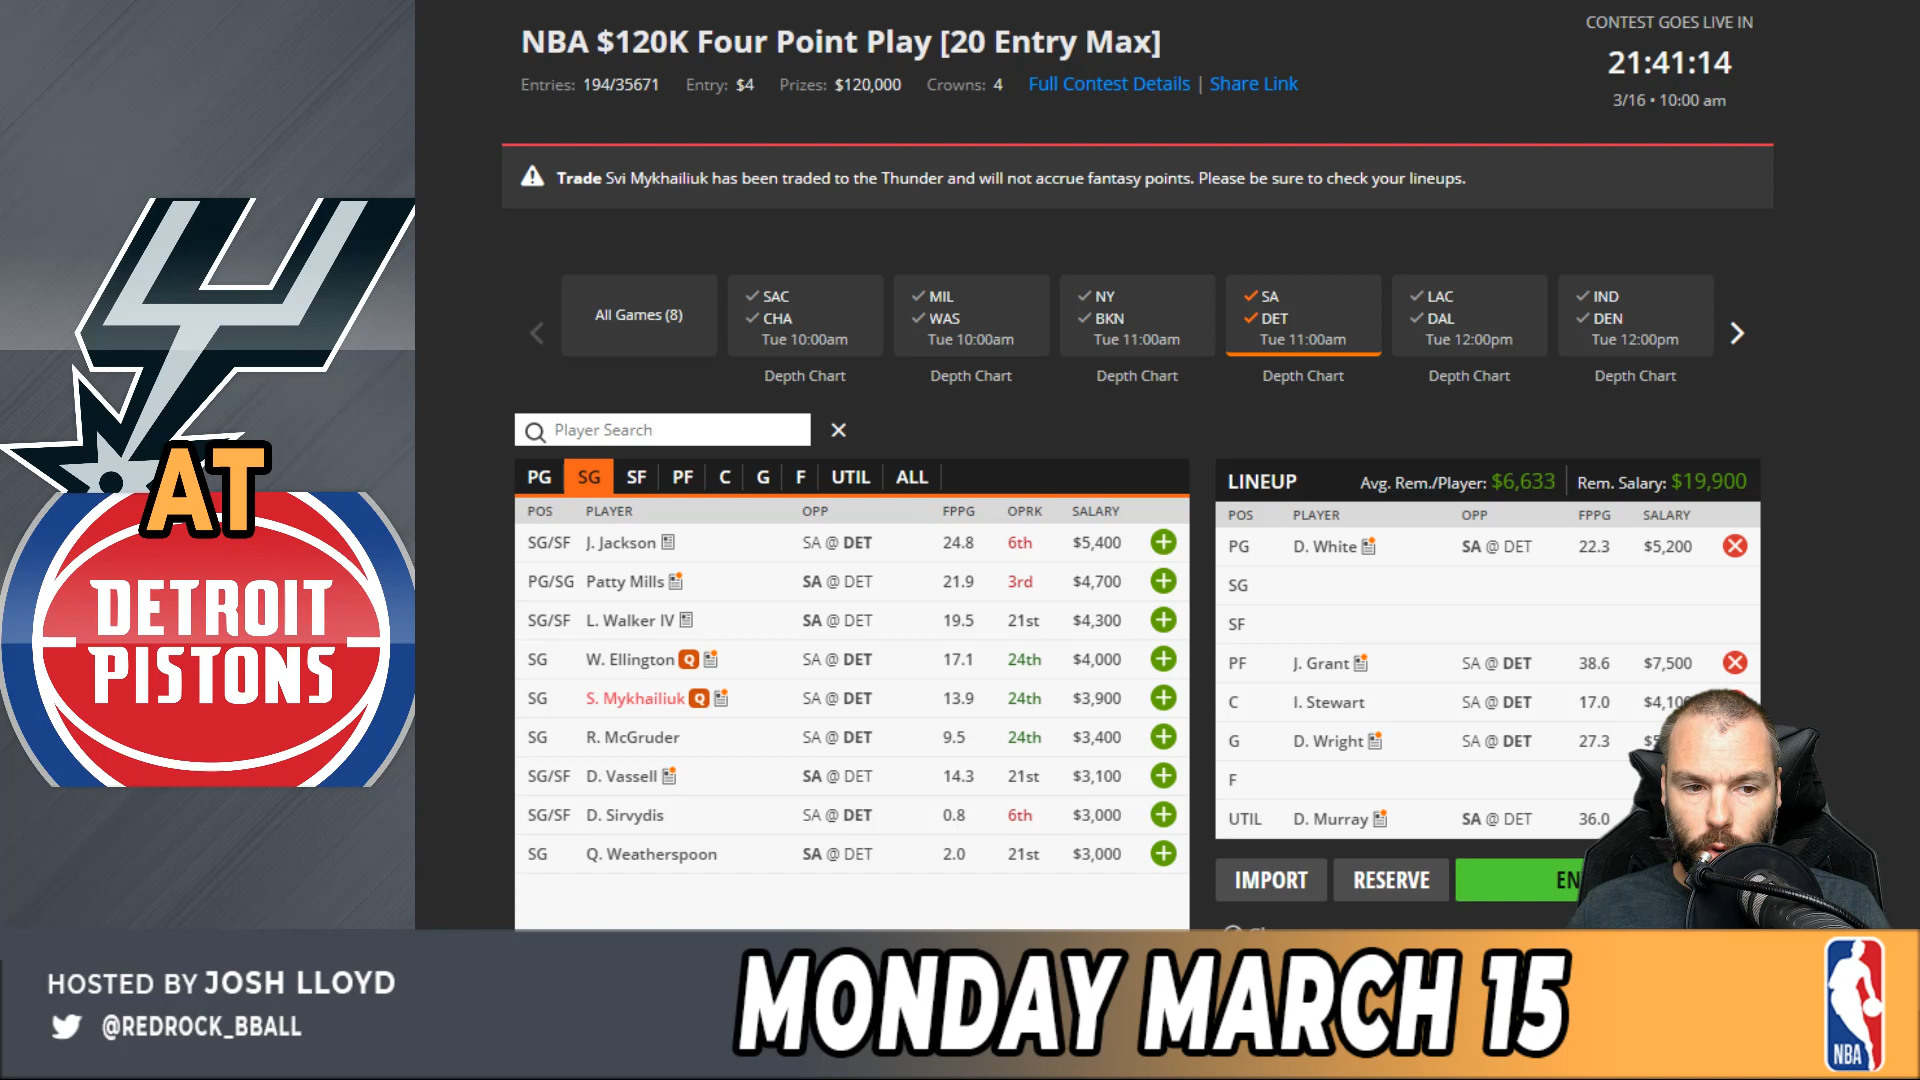 NBA $120K Four Point Play [20 Entry Max]
Entries: 194/35671 Entry: $4 Prizes: $120,000 Crowns: 4 Full Contest Details | Share Link
CONTEST GOES LIVE IN
21:41:14
3/16 • 10:00 am
Trade Svi Mykhailiuk has been traded to the Thunder and will not accrue fantasy points. Please be sure to check your lineups.
All Games (8)
SAC
CHA
Tue 10:00am
Depth Chart
MIL
WAS
Tue 10:00am
Depth Chart
NY
BKN
Tue 11:00am
Depth Chart
SA
DET
Tue 11:00am
Depth Chart
LAC
DAL
Tue 12:00pm
Depth Chart
IND
DEN
Tue 12:00pm
Depth Chart
Player Search
PG SG SF PF C G F UTIL ALL
POS PLAYER OPP FPPG OPRK SALARY
SG/SF J. Jackson SA @ DET 24.8 6th $5,400
PG/SG Patty Mills SA @ DET 21.9 3rd $4,700
SG/SF L. Walker IV SA @ DET 19.5 21st $4,300
SG W. Ellington Q SA @ DET 17.1 24th $4,000
SG S. Mykhailiuk Q SA @ DET 13.9 24th $3,900
SG R. McGruder SA @ DET 9.5 24th $3,400
SG/SF D. Vassell SA @ DET 14.3 21st $3,100
SG/SF D. Sirvydis SA @ DET 0.8 6th $3,000
SG Q. Weatherspoon SA @ DET 2.0 21st $3,000
LINEUP Avg. Rem./Player: $6,633 Rem. Salary: $19,900
POS PLAYER OPP FPPG SALARY
PG D. White SA @ DET 22.3 $5,200
SG
SF
PF J. Grant SA @ DET 38.6 $7,500
C I. Stewart SA @ DET 17.0 $4,100
G D. Wright SA @ DET 27.3
F
UTIL D. Murray SA @ DET 36.0
IMPORT RESERVE EN
AT
DETROIT
PISTONS
HOSTED BY JOSH LLOYD
@REDROCK_BBALL
MONDAY MARCH 15
NBA